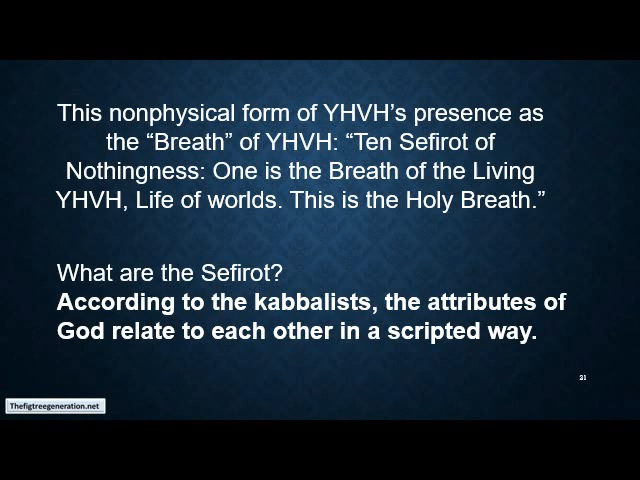 This nonphysical form of YHVH’s presence as
the “Breath” of YHVH: “Ten Sefirot of
Nothingness: One is the Breath of the Living
YHVH, Life of worlds. This is the Holy Breath.”
What are the Sefirot?
According to the kabbalists, the attributes of
God relate to each other in a scripted way.
31
Thefigtreegeneration.net